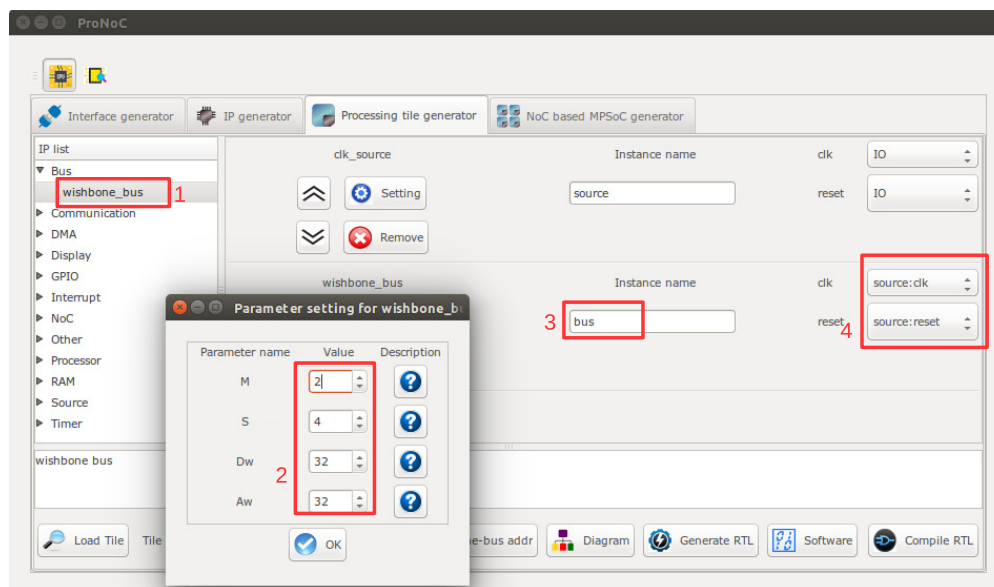 ProNoC
Interface generator
IP generator
Processing tile generator
NoC based MPSoC generator
IP list
Bus
wishbone_bus
1
Communication
DMA
Display
GPIO
Interrupt
NoC
Other
Processor
RAM
Source
Timer
clk_source
Instance name
clk
IO
Setting
source
reset
IO
Remove
wishbone_bus
Instance name
clk
source:clk
3
bus
reset
4
source:reset
Parameter setting for wishbone_
Parameter name Value Description
M 2
S 4
Dw 32
2
Aw 32
OK
wishbone bus
Load Tile
Tile
-bus addr
Diagram
Generate RTL
Software
Compile RTL